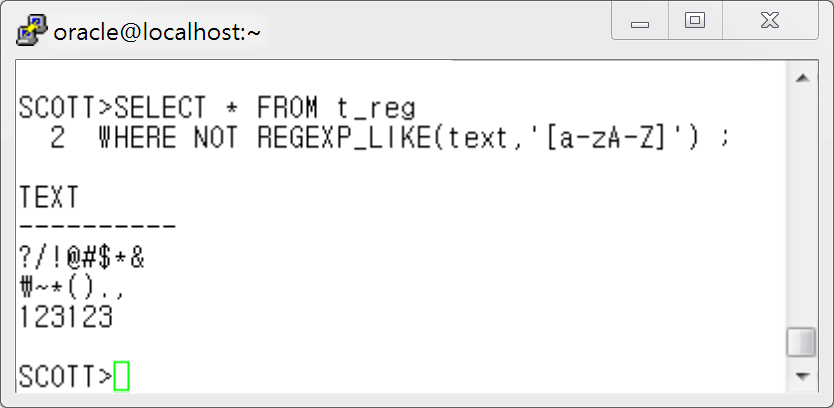 oracle@localhost:~
SCOTT>SELECT * FROM t_reg
  2  WHERE NOT REGEXP_LIKE(text,'[a-zA-Z]') ;
TEXT
----------
?/!@#$*&
₩~*().,
123123
SCOTT>